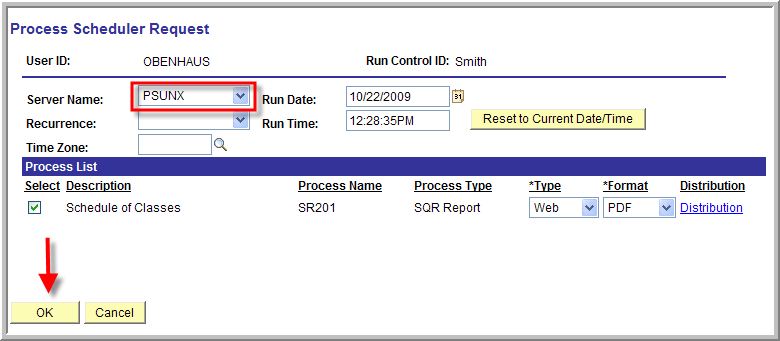 Process Scheduler Request
User ID: OBENHAUS Run Control ID: Smith
Server Name: PSUNX Run Date: 10/22/2009 31
Recurrence: Run Time: 12:28:35PM Reset to Current Date/Time
Time Zone:
Process List
Select Description Process Name Process Type *Type *Format Distribution
Schedule of Classes SR201 SQR Report Web PDF Distribution
OK Cancel